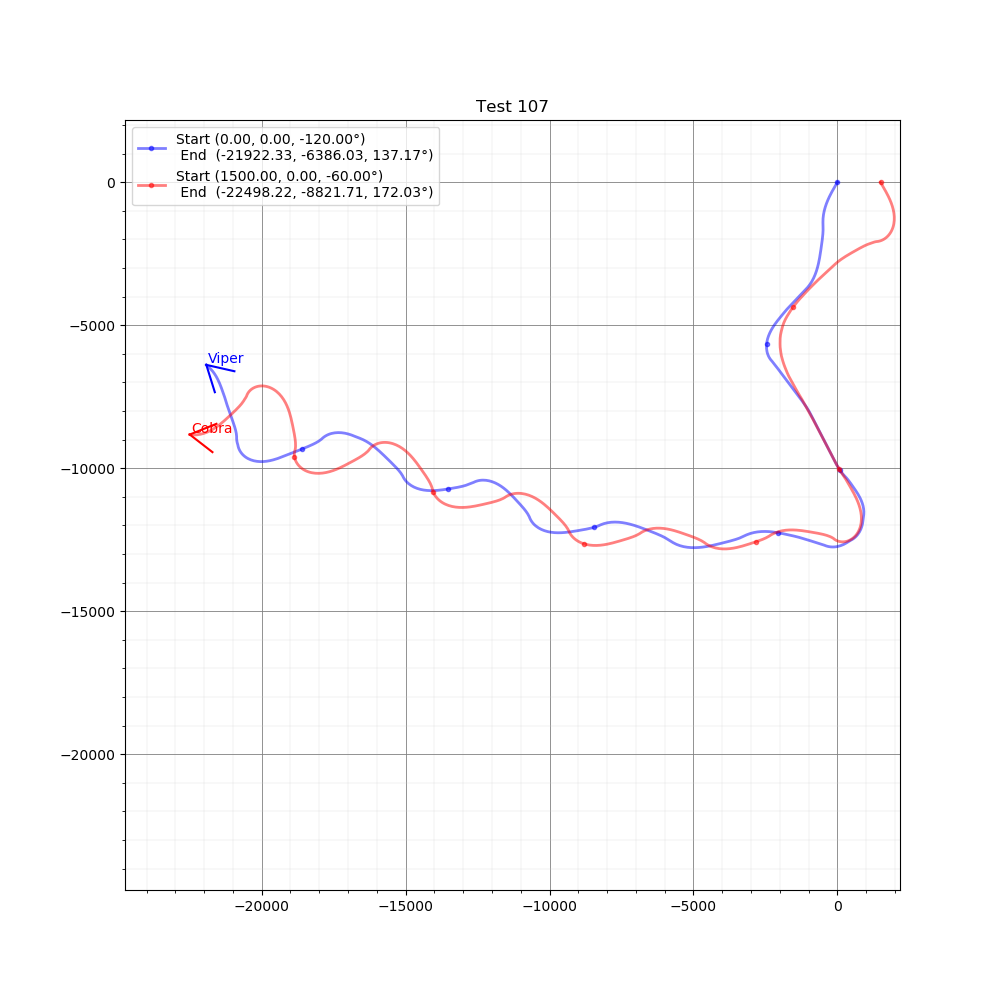 Test 107
Start (0.00, 0.00, -120.00°)
End  (-21922.33, -6386.03, 137.17°)
Start (1500.00, 0.00, -60.00°)
End  (-22498.22, -8821.71, 172.03°)
0
−5000
−10000
−15000
−20000
Viper
Cobra
−20000 −15000 −10000 −5000 0